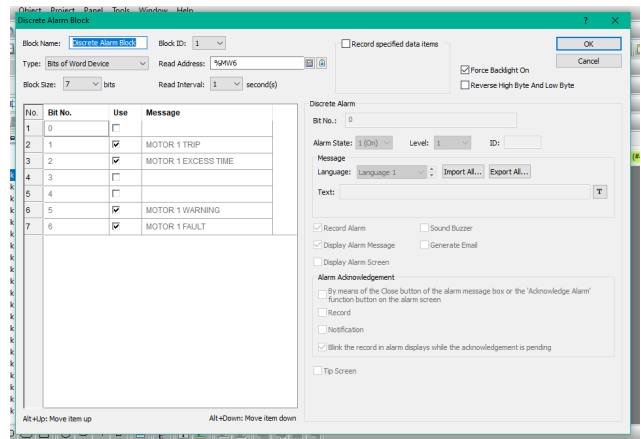 Object Project Panel Tools Window Help
Discrete Alarm Block ? ×
Block Name: Discrete Alarm Block Block ID: 1 Record specified data items OK
Type: Bits of Word Device Read Address: %MW6 Cancel
Force Backlight On
Block Size: 7 bits Read Interval: 1 second(s) Reverse High Byte And Low Byte
No. Bit No. Use Message
1 0
2 1 MOTOR 1 TRIP
3 2 MOTOR 1 EXCESS TIME
4 3
5 4
6 5 MOTOR 1 WARNING
7 6 MOTOR 1 FAULT
Discrete Alarm
Bit No.: 0
Alarm State: 1 (On) Level: 1 ID:
Message
Language: Language 1 Import All... Export All...
Text: T
Record Alarm Sound Buzzer
Display Alarm Message Generate Email
Display Alarm Screen
Alarm Acknowledgement
By means of the Close button of the alarm message box or the 'Acknowledge Alarm'
function button on the alarm screen
Record
Notification
Blink the record in alarm displays while the acknowledgement is pending
Tip Screen
Alt+Up: Move item up Alt+Down: Move item down